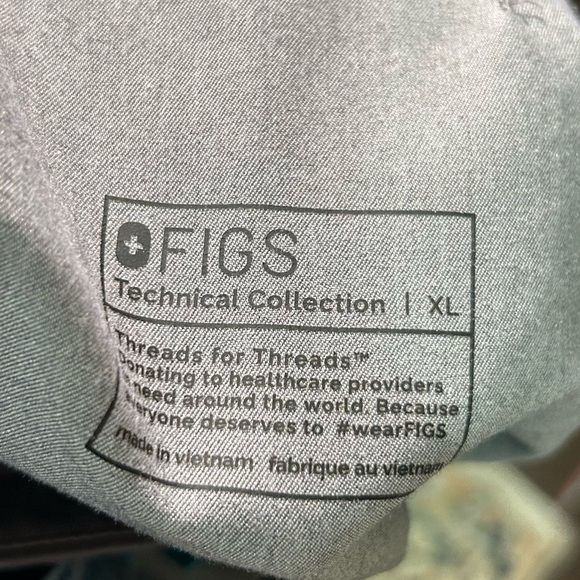 FIGS
Technical Collection | XL
Threads for Threads™
Donating to healthcare providers
need around the world. Because
everyone deserves to #wearFIGS
made in vietnam fabrique au vietnam